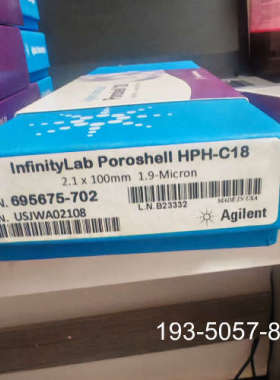 InfinityLab Poroshell HPH-C18
2.1 x 100mm 1.9-Micron
N. 695675-702
L.N.B23332
N. USJWA02108
Agilent
MADE IN USA
193-5057-8